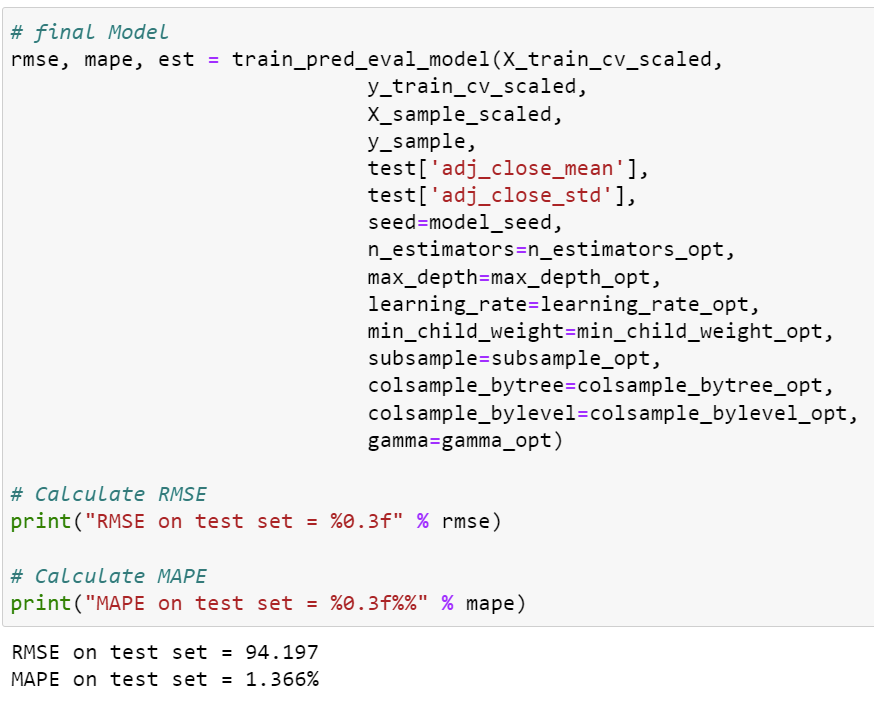 # final Model
rmse, mape, est = train_pred_eval_model(X_train_cv_scaled,
                             y_train_cv_scaled,
                             X_sample_scaled,
                             y_sample,
                             test['adj_close_mean'],
                             test['adj_close_std'],
                             seed=model_seed,
                             n_estimators=n_estimators_opt,
                             max_depth=max_depth_opt,
                             learning_rate=learning_rate_opt,
                             min_child_weight=min_child_weight_opt,
                             subsample=subsample_opt,
                             colsample_bytree=colsample_bytree_opt,
                             colsample_bylevel=colsample_bylevel_opt,
                             gamma=gamma_opt)

# Calculate RMSE
print("RMSE on test set = %0.3f" % rmse)

# Calculate MAPE
print("MAPE on test set = %0.3f%%" % mape)
RMSE on test set = 94.197
MAPE on test set = 1.366%